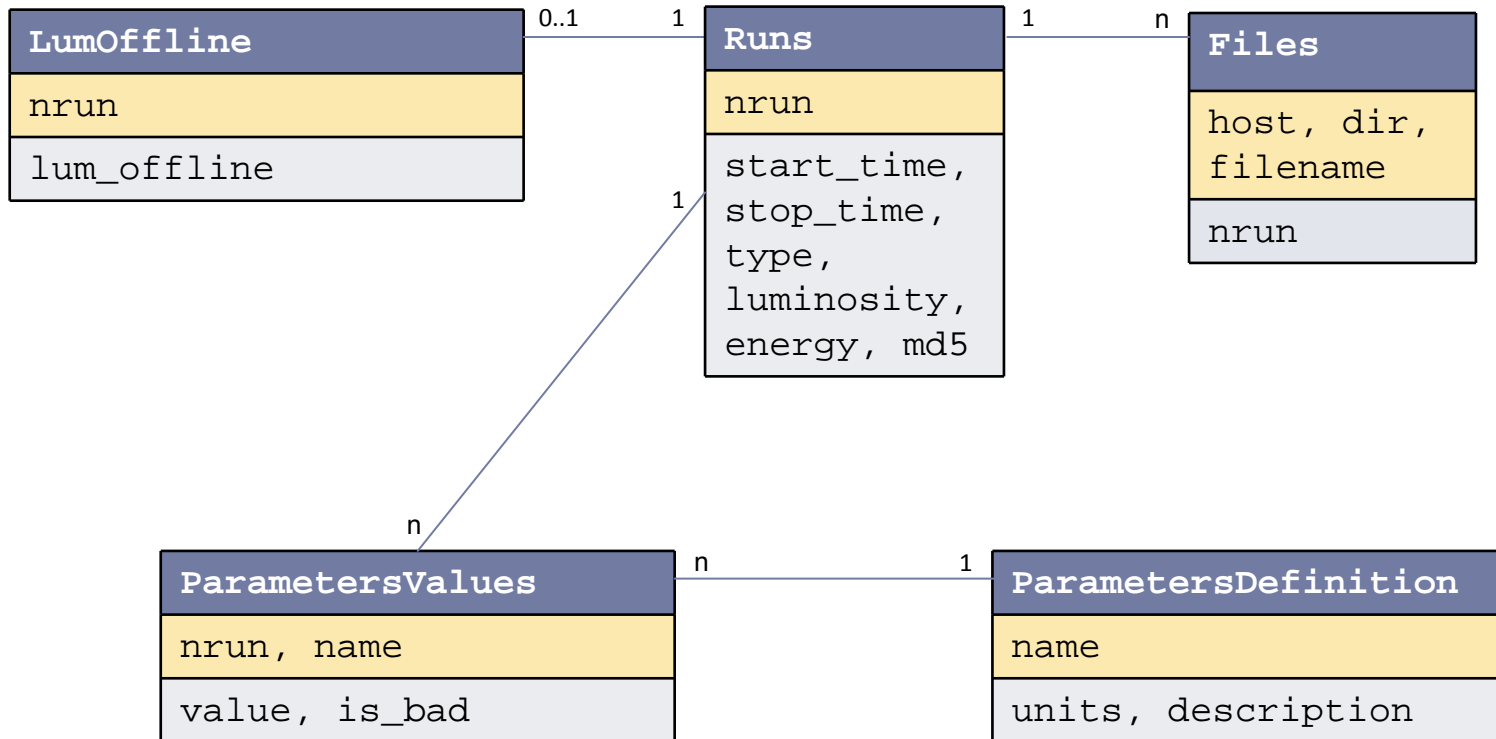 LumOffline
nrun
lum_offline
0..1
1
Runs
nrun
start_time,
stop_time,
type,
luminosity,
energy, md5
1
n
Files
host, dir,
filename
nrun
1
n
ParametersValues
nrun, name
value, is_bad
n
1
ParametersDefinition
name
units, description